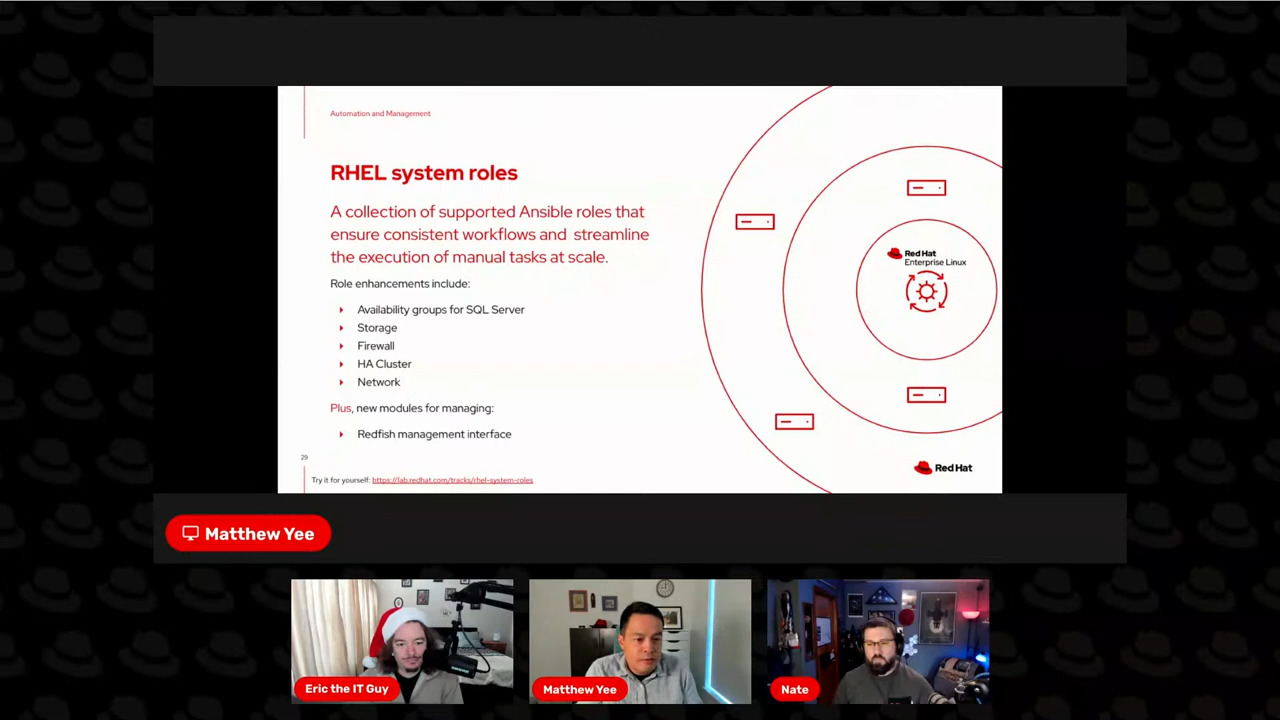 Automation and Management
RHEL system roles
A collection of supported Ansible roles that
ensure consistent workflows and streamline
the execution of manual tasks at scale.
Role enhancements include:
Availability groups for SQL Server
Storage
Firewall
HA Cluster
Network
Plus, new modules for managing:
Redfish management interface
29
Try it for yourself: https://lab.redhat.com/tracks/rhel-system-roles
Red Hat
Enterprise Linux
Red Hat
Matthew Yee
Eric the IT Guy
Matthew Yee
Nate